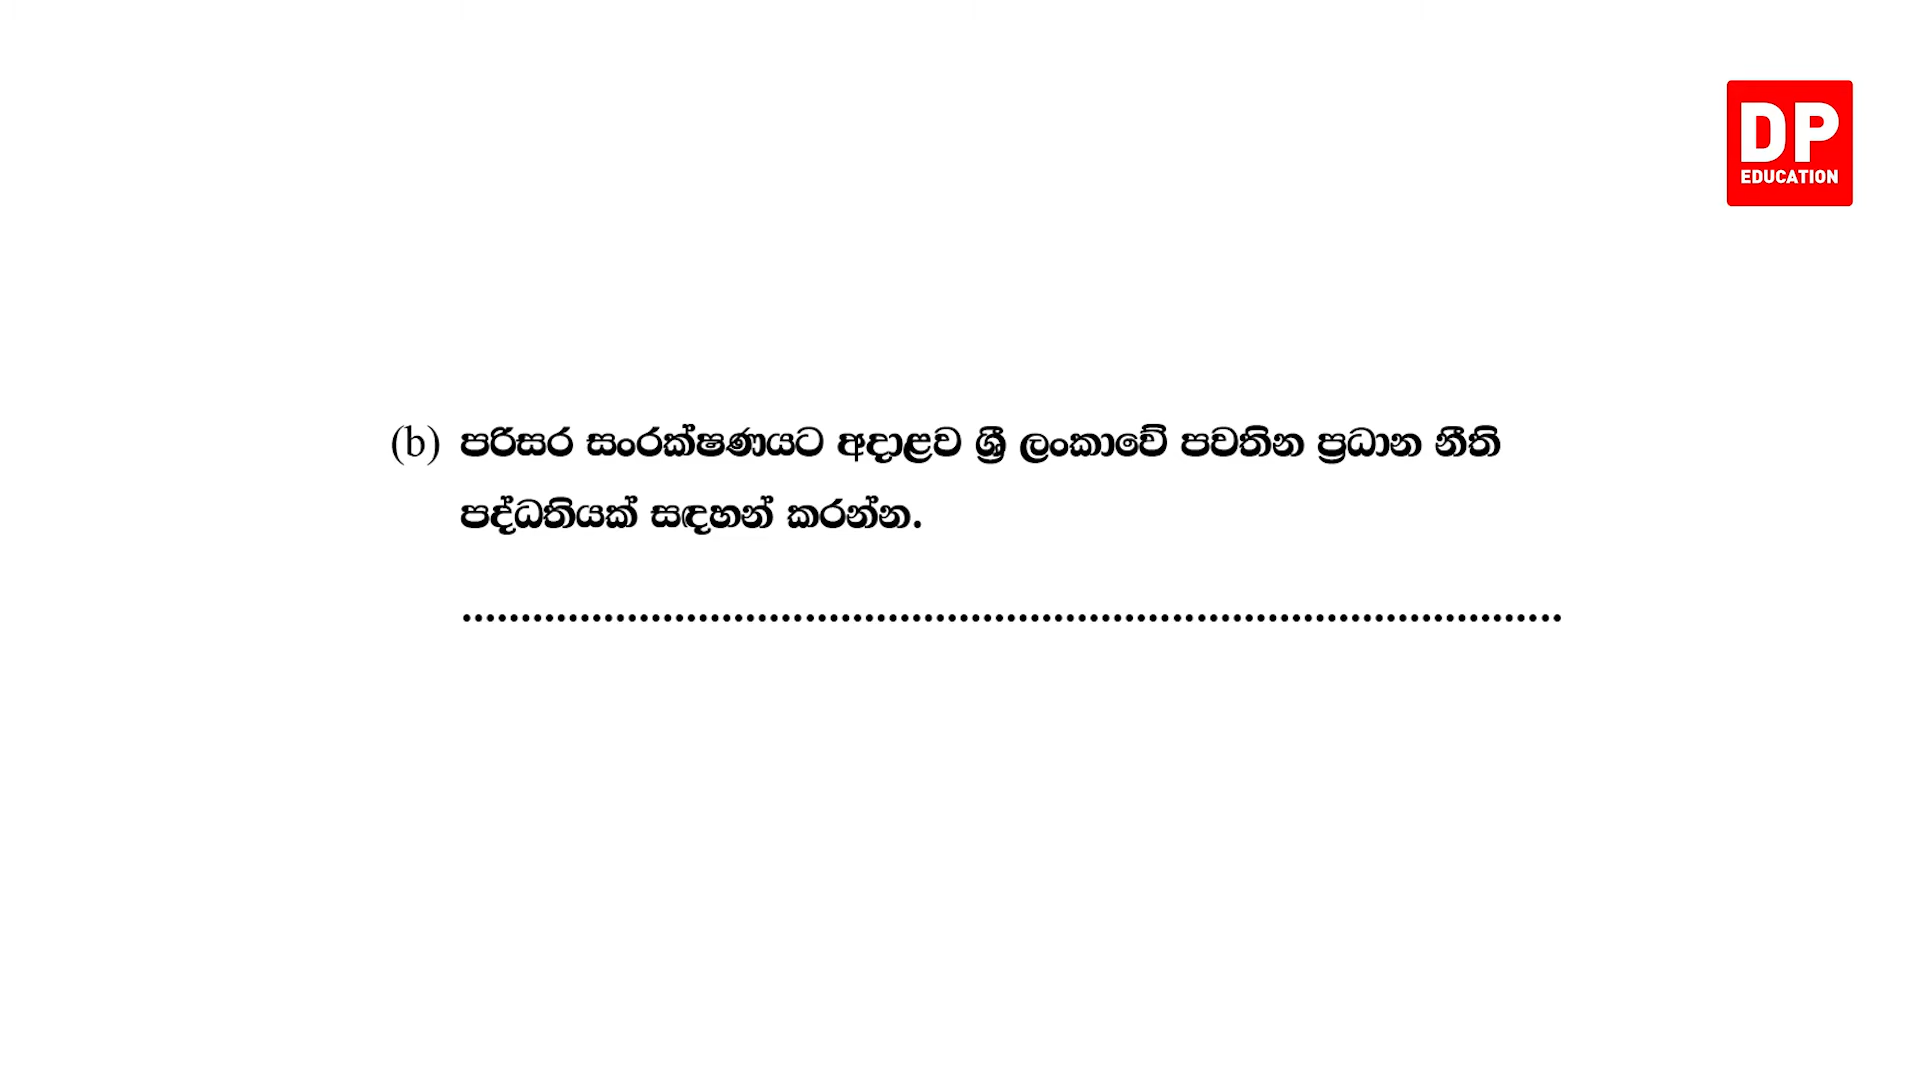 DP
EDUCATION
(b) පරිසර සංරක්ෂණයට අදාළව ශ්‍රී ලංකාවේ පවතින ප්‍රධාන නීති
පද්ධතියක් සඳහන් කරන්න.
..............................................................................................